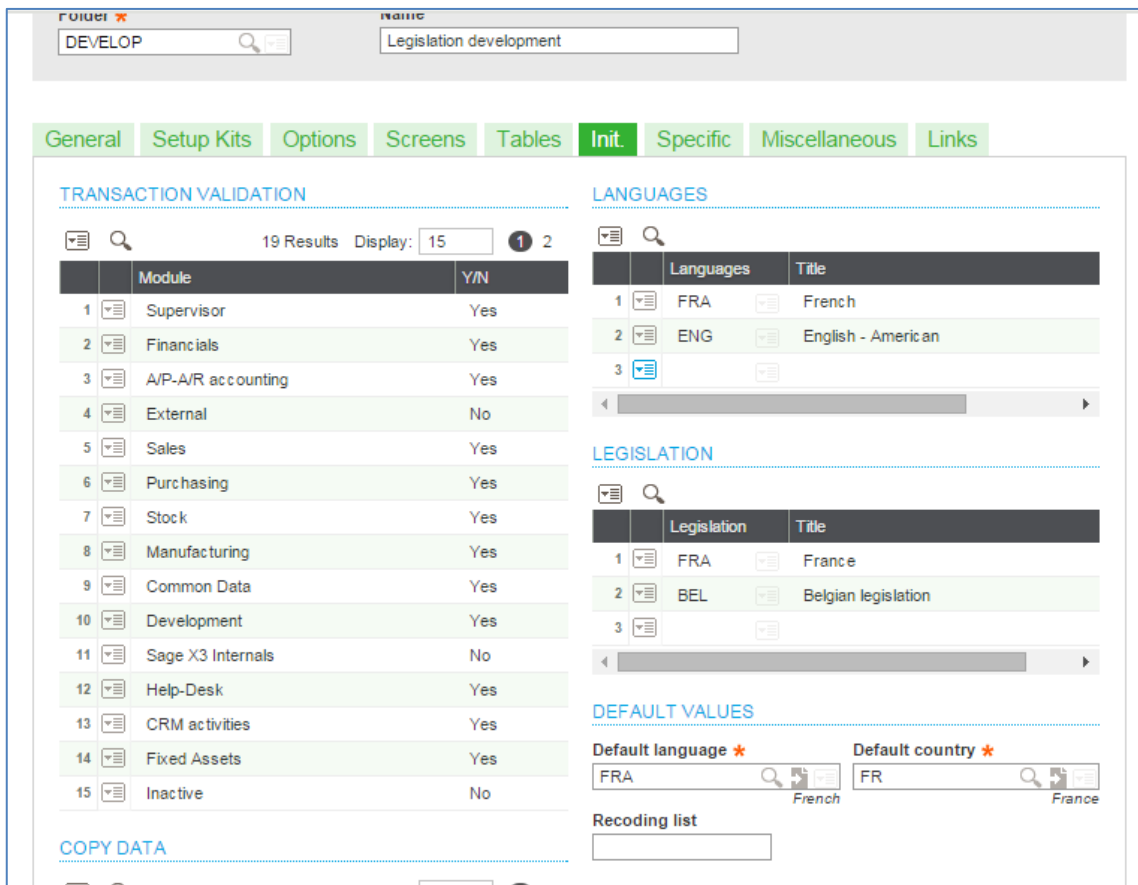 Folder * Name
DEVELOP Legislation development
General Setup Kits Options Screens Tables Init. Specific Miscellaneous Links
TRANSACTION VALIDATION
19 Results Display: 15 1 2
Module Y/N
1 Supervisor Yes
2 Financials Yes
3 A/P-A/R accounting Yes
4 External No
5 Sales Yes
6 Purchasing Yes
7 Stock Yes
8 Manufacturing Yes
9 Common Data Yes
10 Development Yes
11 Sage X3 Internals No
12 Help-Desk Yes
13 CRM activities Yes
14 Fixed Assets Yes
15 Inactive No
COPY DATA
LANGUAGES
Languages Title
1 FRA French
2 ENG English - American
3
LEGISLATION
Legislation Title
1 FRA France
2 BEL Belgian legislation
3
DEFAULT VALUES
Default language * Default country *
FRA FR
French France
Recoding list